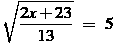 √((2x + 23)/13) = 5